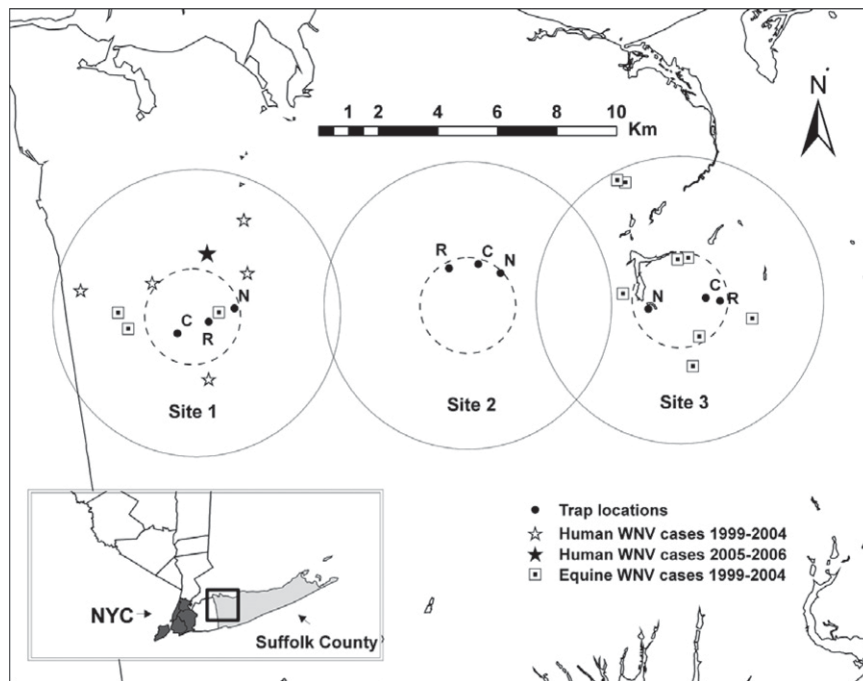 N
1 2 4 6 8 10
Km
R C N
N
C
R
N
C
R
Site 1
Site 2
Site 3
Trap locations
Human WNV cases 1999-2004
Human WNV cases 2005-2006
Equine WNV cases 1999-2004
NYC
Suffolk County